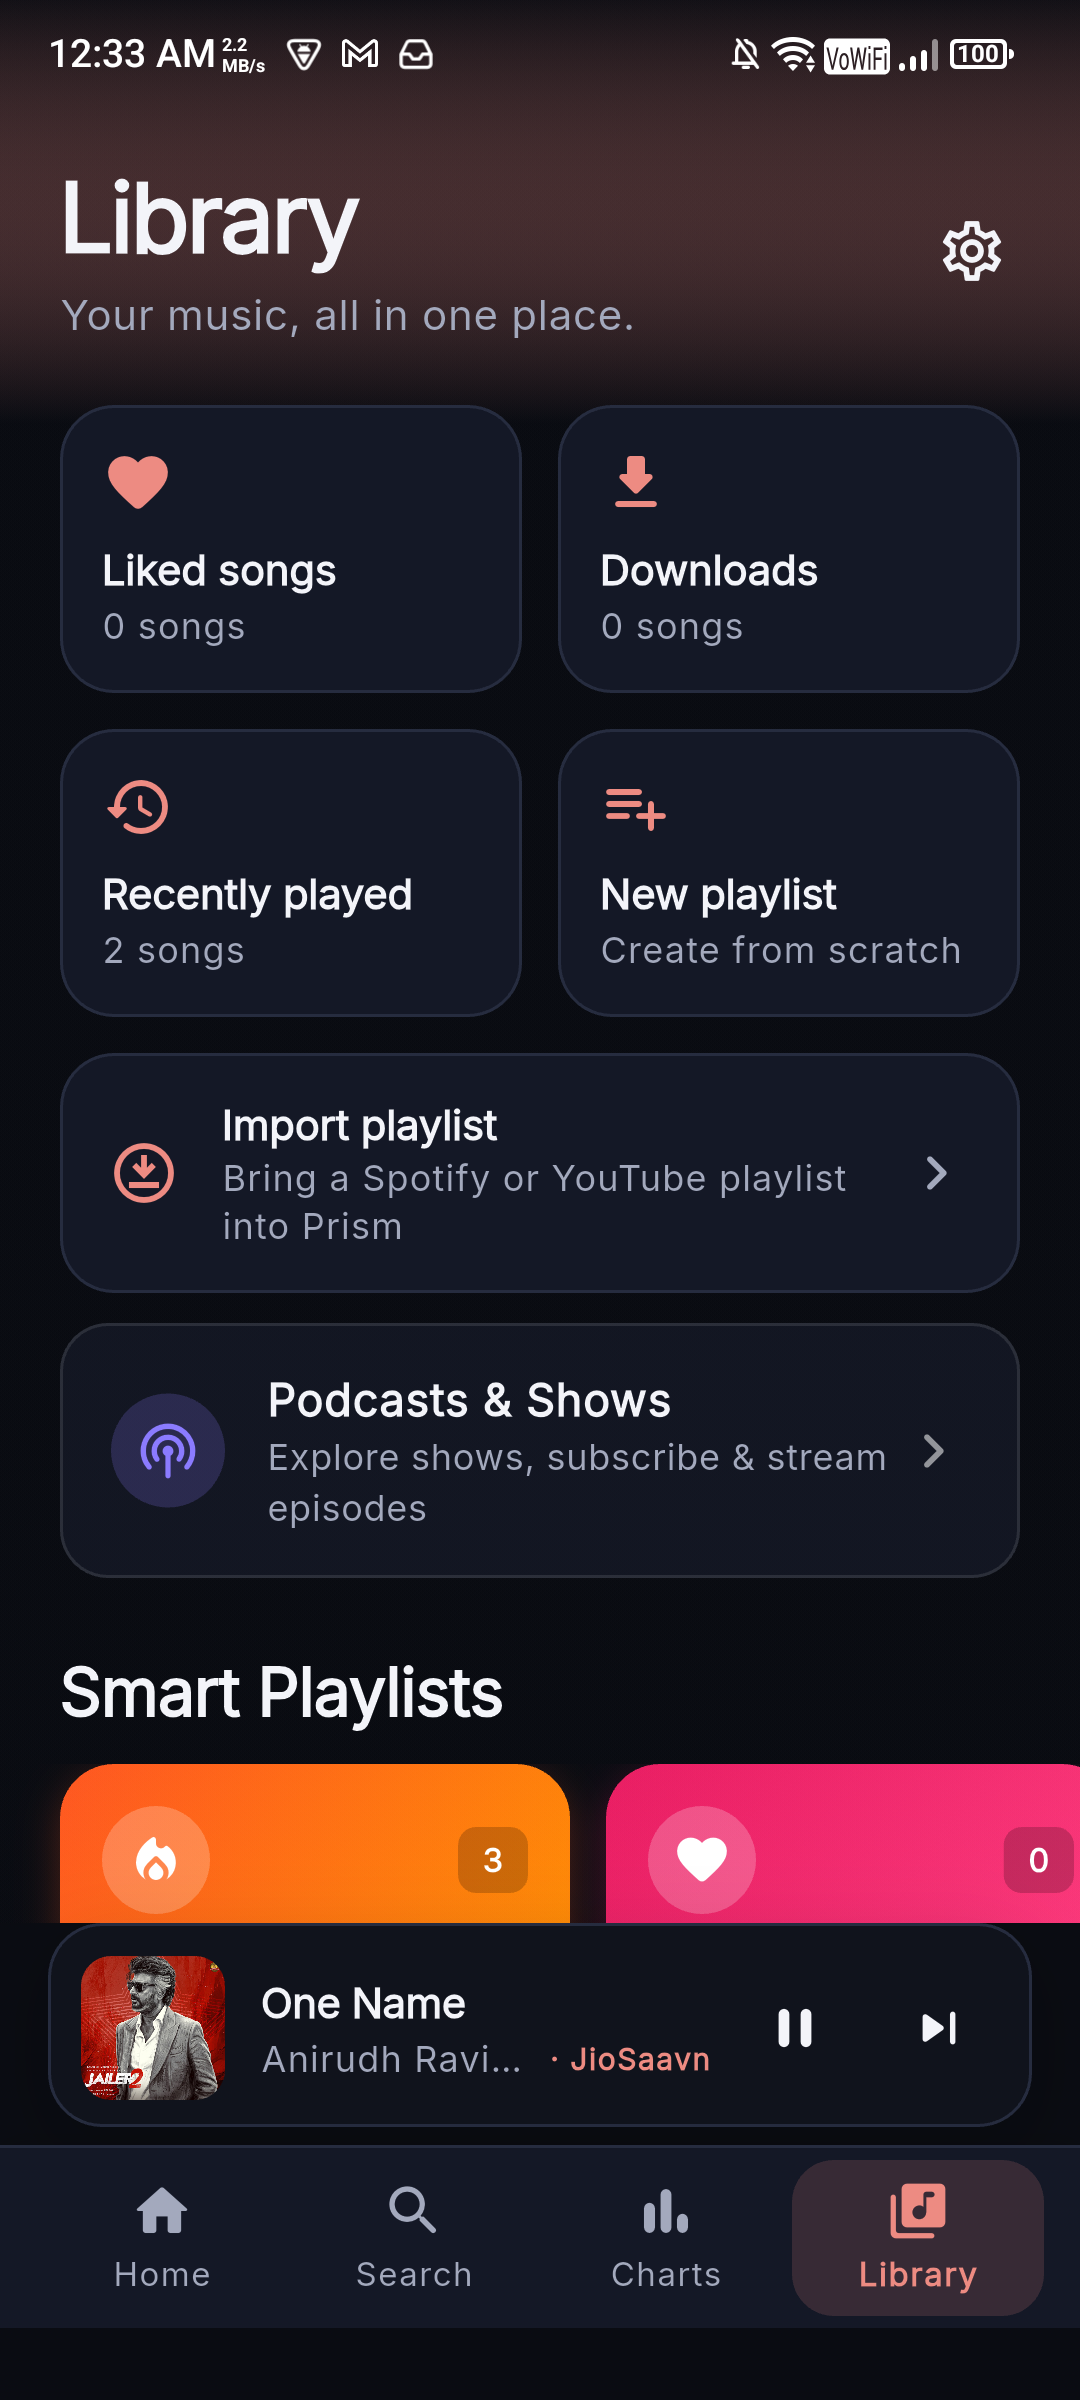 12:33 AM 2.2 MB/s VoWiFi 100
Library
Your music, all in one place.
Liked songs
0 songs
Downloads
0 songs
Recently played
2 songs
New playlist
Create from scratch
Import playlist
Bring a Spotify or YouTube playlist
into Prism
Podcasts & Shows
Explore shows, subscribe & stream
episodes
Smart Playlists
3
0
JAILER 2
One Name
Anirudh Ravi... · JioSaavn
Home
Search
Charts
Library